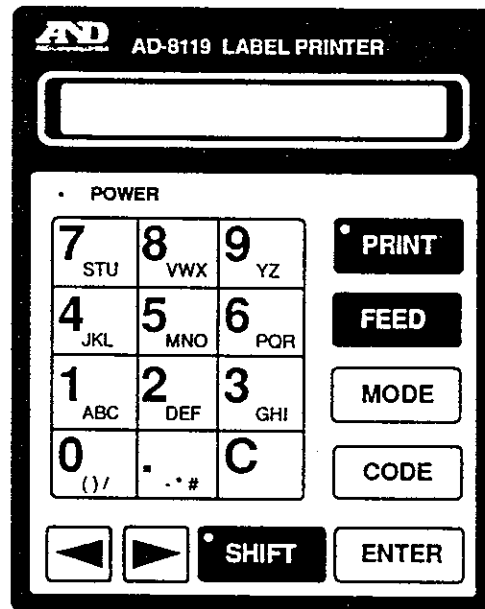 AND AD-8119 LABEL PRINTER
POWER
7 STU 8 VWX 9 YZ PRINT
4 JKL 5 MNO 6 PQR FEED
1 ABC 2 DEF 3 GHI MODE
0 ( ) / . - * # C CODE
SHIFT ENTER